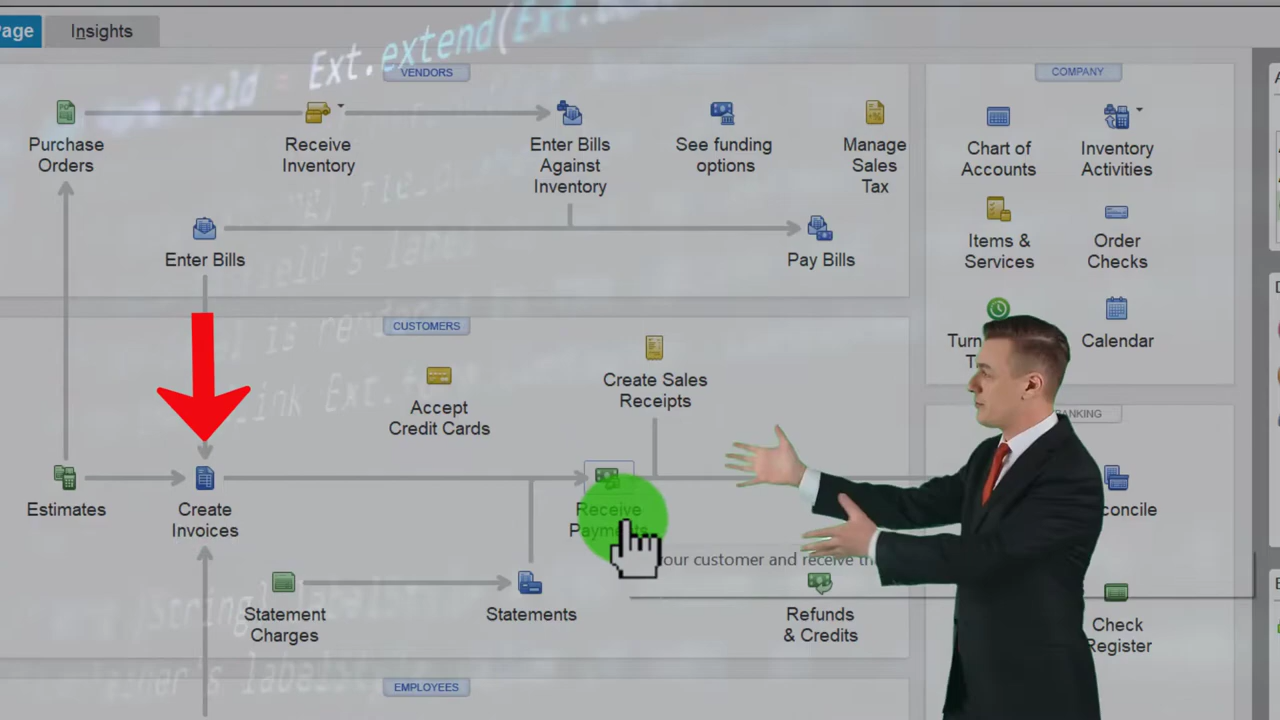 Page
Insights
Ext.extend(Ext.
VENDORS
Purchase
Orders
Receive
Inventory
Enter Bills
Against
Inventory
See funding
options
Manage
Sales
Tax
Enter Bills
Pay Bills
COMPANY
Chart of
Accounts
Inventory
Activities
Items &
Services
Order
Checks
Calendar
CUSTOMERS
Create Sales
Receipts
Accept
Credit Cards
Estimates
Create
Invoices
Receive
Payments
our customer and receive
Statement
Charges
Statements
Refunds
& Credits
BANKING
Check
Register
EMPLOYEES